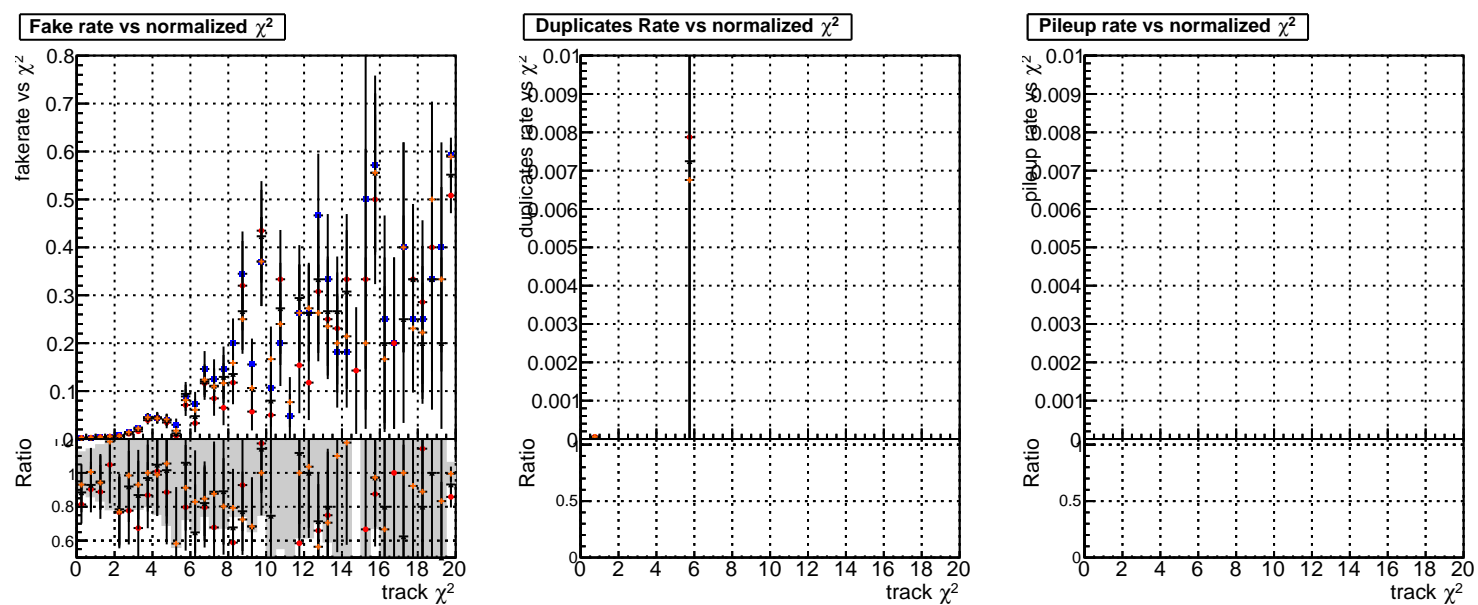 Fake rate vs normalized χ²
fakerate vs χ²
0.8
0.7
0.6
0.5
0.4
0.3
0.2
0.1
0
Ratio
1
0.8
0.6
0 2 4 6 8 10 12 14 16 18 20
track χ²
Duplicates Rate vs normalized χ²
duplicates rate vs χ²
0.01
0.009
0.008
0.007
0.006
0.005
0.004
0.003
0.002
0.001
0
Ratio
1
0.5
0
0 2 4 6 8 10 12 14 16 18 20
track χ²
Pileup rate vs normalized χ²
pileup rate vs χ²
0.01
0.009
0.008
0.007
0.006
0.005
0.004
0.003
0.002
0.001
0
Ratio
1
0.5
0
0 2 4 6 8 10 12 14 16 18 20
track χ²